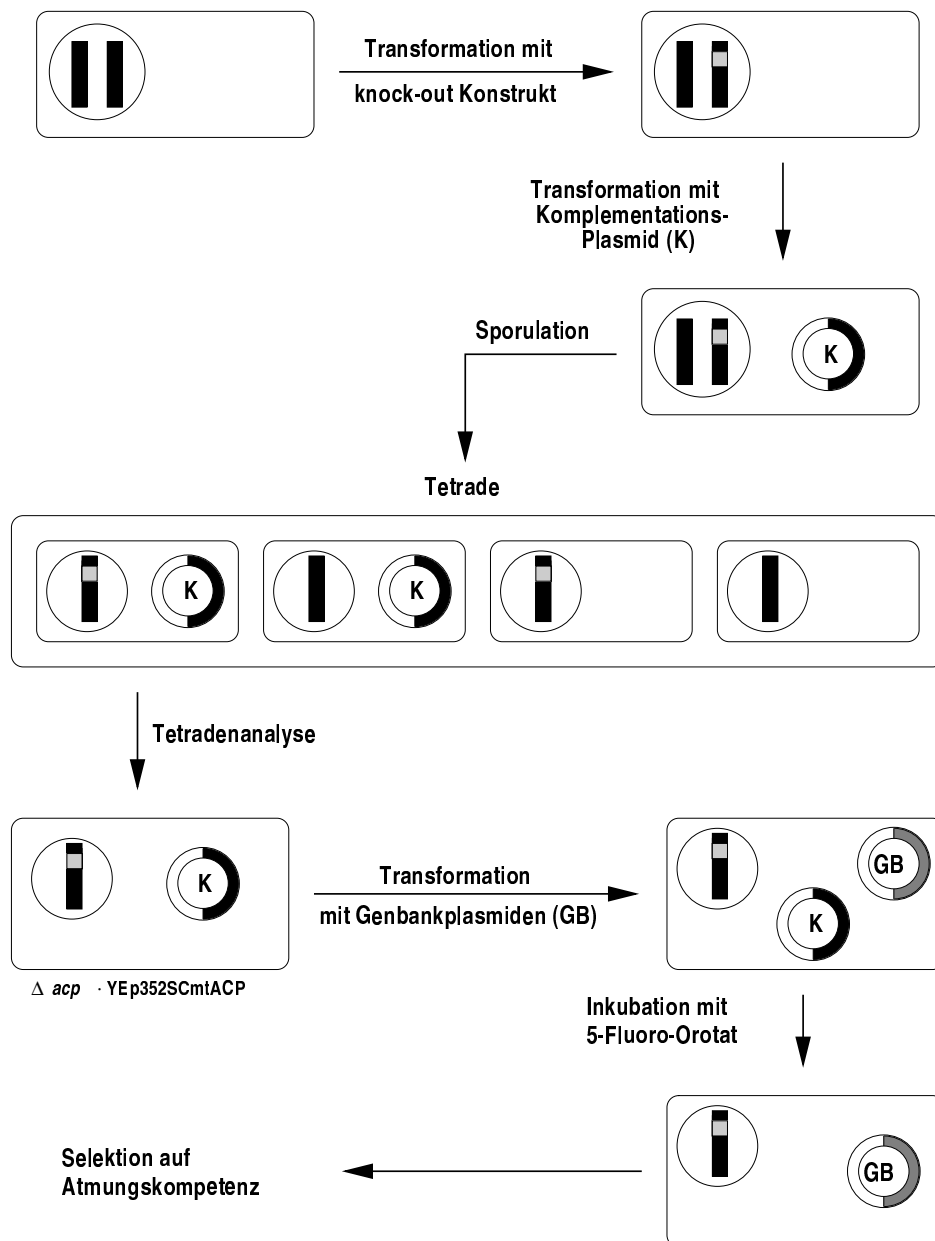 Transformation mit
knock-out Konstrukt
Transformation mit
Komplementations-
Plasmid (K)
K
Sporulation
Tetrade
K
K
Tetradenanalyse
K
Δ acp · YEp352SCmtACP
Transformation
mit Genbankplasmiden (GB)
GB
K
Inkubation mit
5-Fluoro-Orotat
GB
Selektion auf
Atmungskompetenz